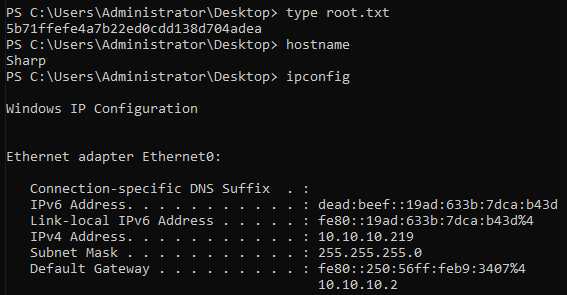 PS C:\Users\Administrator\Desktop> type root.txt
5b71ffefe4a7b22ed0cdd138d704adea
PS C:\Users\Administrator\Desktop> hostname
Sharp
PS C:\Users\Administrator\Desktop> ipconfig
Windows IP Configuration
Ethernet adapter Ethernet0:
Connection-specific DNS Suffix  . :
IPv6 Address. . . . . . . . . . . : dead:beef::19ad:633b:7dca:b43d
Link-local IPv6 Address . . . . . : fe80::19ad:633b:7dca:b43d%4
IPv4 Address. . . . . . . . . . . : 10.10.10.219
Subnet Mask . . . . . . . . . . . : 255.255.255.0
Default Gateway . . . . . . . . . : fe80::250:56ff:feb9:3407%4
10.10.10.2